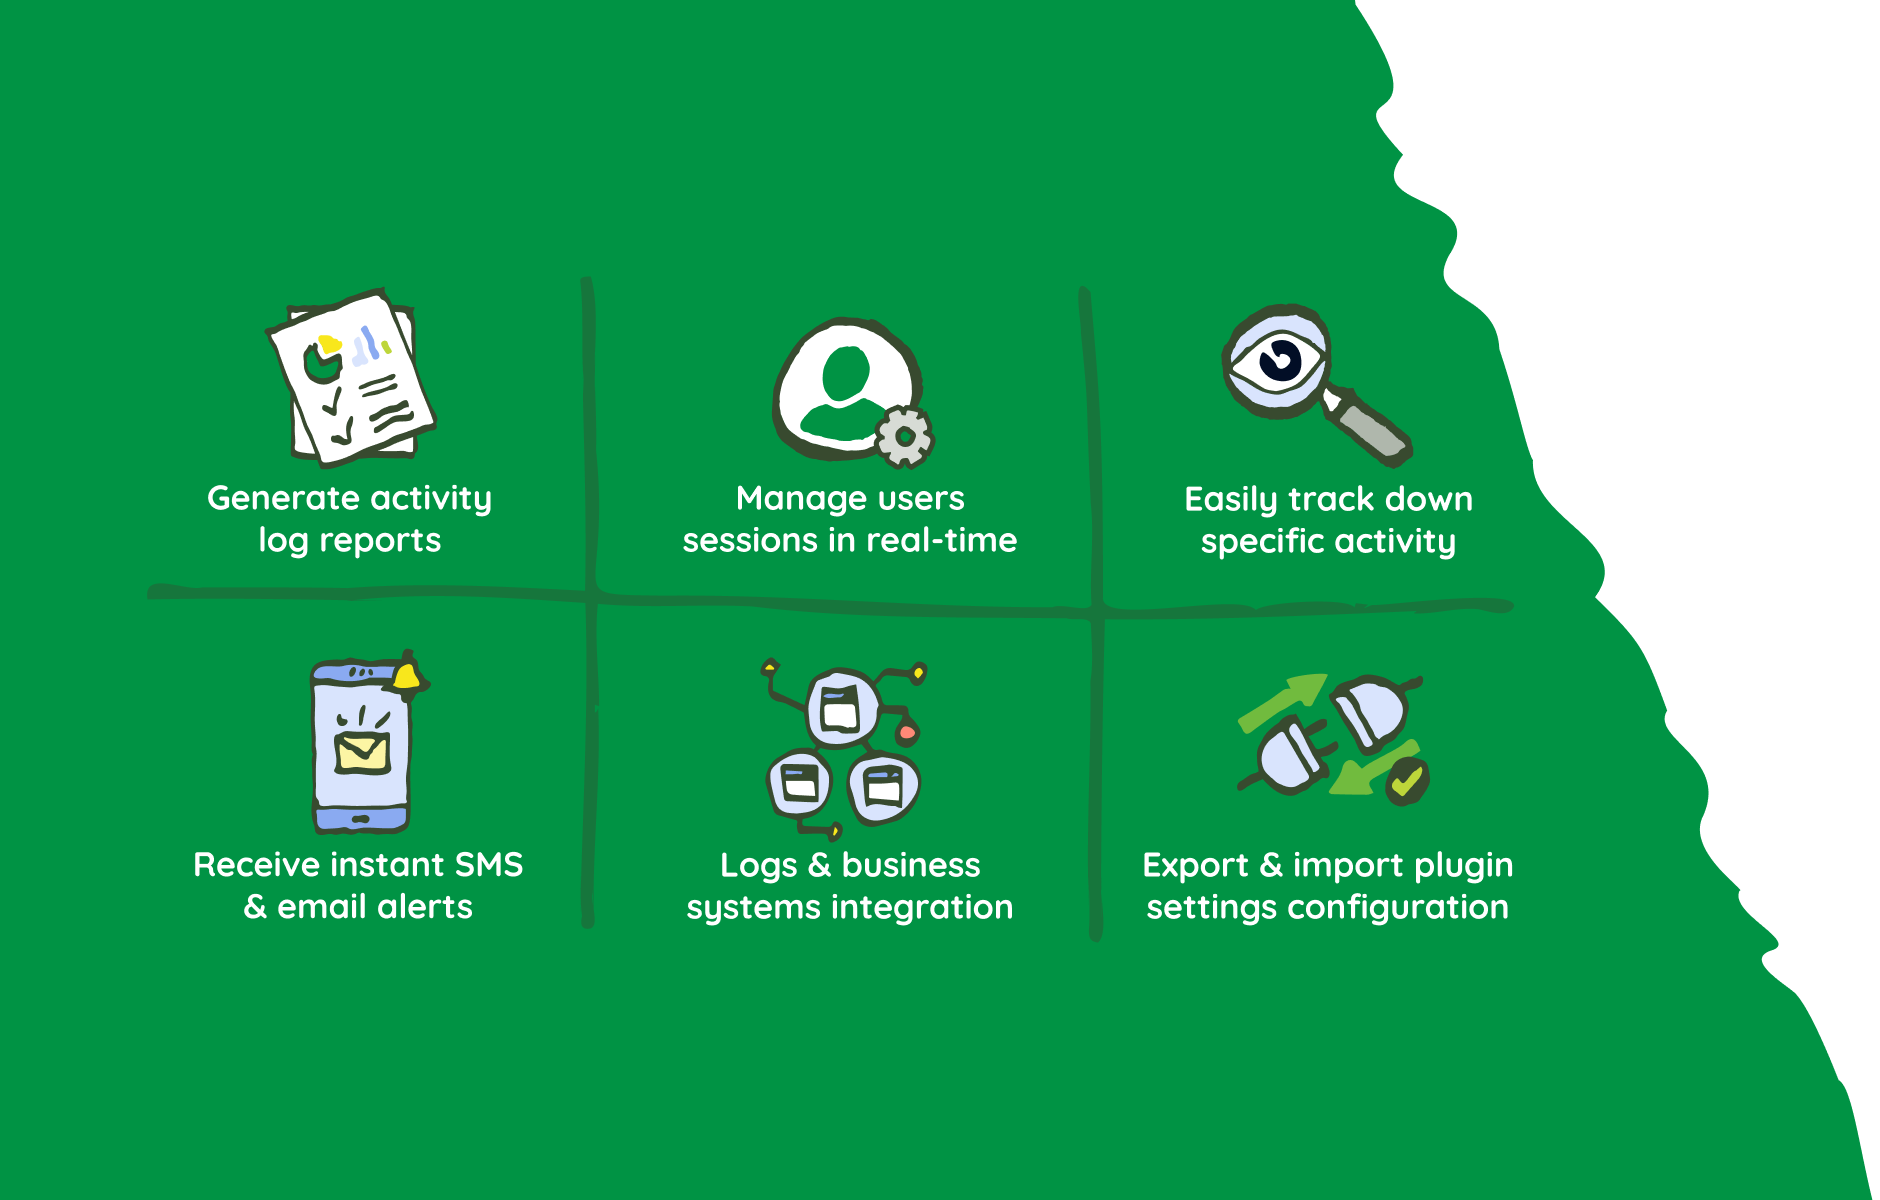 Generate activity
log reports
Manage users
sessions in real-time
Easily track down
specific activity
Receive instant SMS
& email alerts
Logs & business
systems integration
Export & import plugin
settings configuration